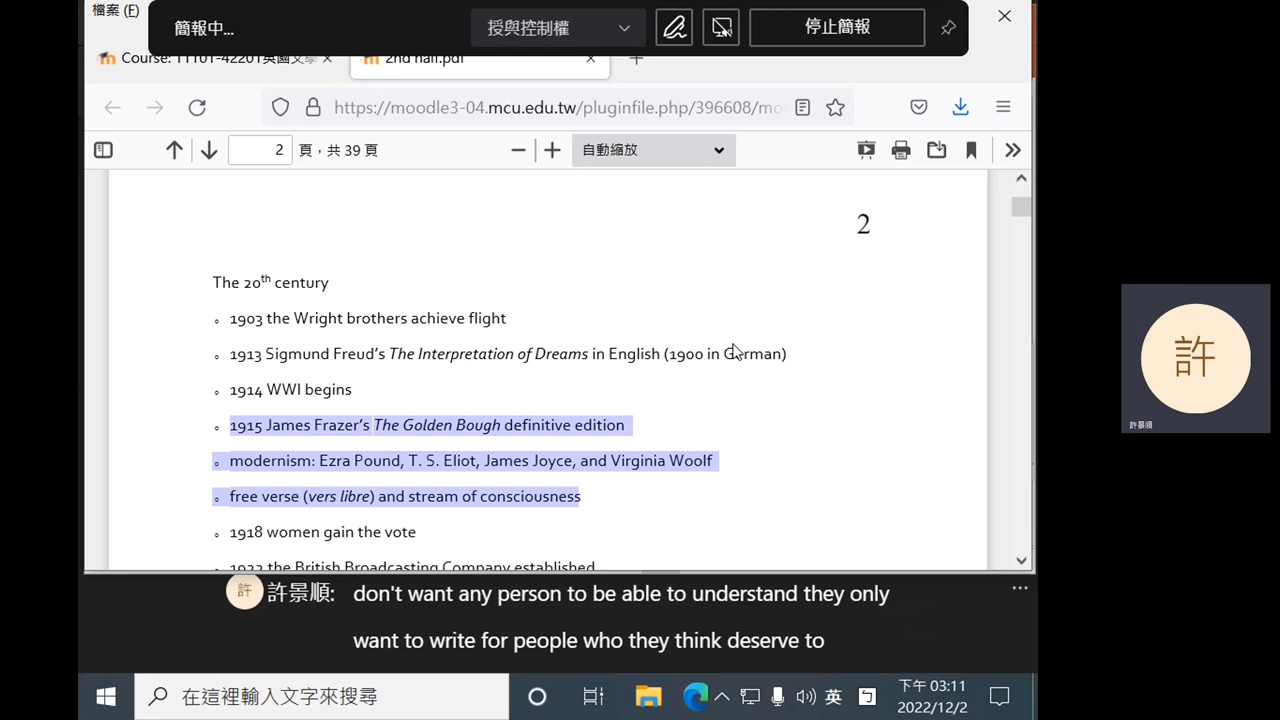 檔案 (F)
簡報中...
授與控制權
停止簡報
Course: 11101-42201英國文學
2nd half.pdf
https://moodle3-04.mcu.edu.tw/pluginfile.php/396608/mo
2 頁,共 39 頁
自動縮放
2
The 20th century
1903 the Wright brothers achieve flight
1913 Sigmund Freud's The Interpretation of Dreams in English (1900 in German)
1914 WWI begins
1915 James Frazer's The Golden Bough definitive edition
modernism: Ezra Pound, T. S. Eliot, James Joyce, and Virginia Woolf
free verse (vers libre) and stream of consciousness
1918 women gain the vote
1922 the British Broadcasting Company established
許
許景順
許 許景順: don't want any person to be able to understand they only
want to write for people who they think deserve to
在這裡輸入文字來搜尋
英
下午 03:11
2022/12/2